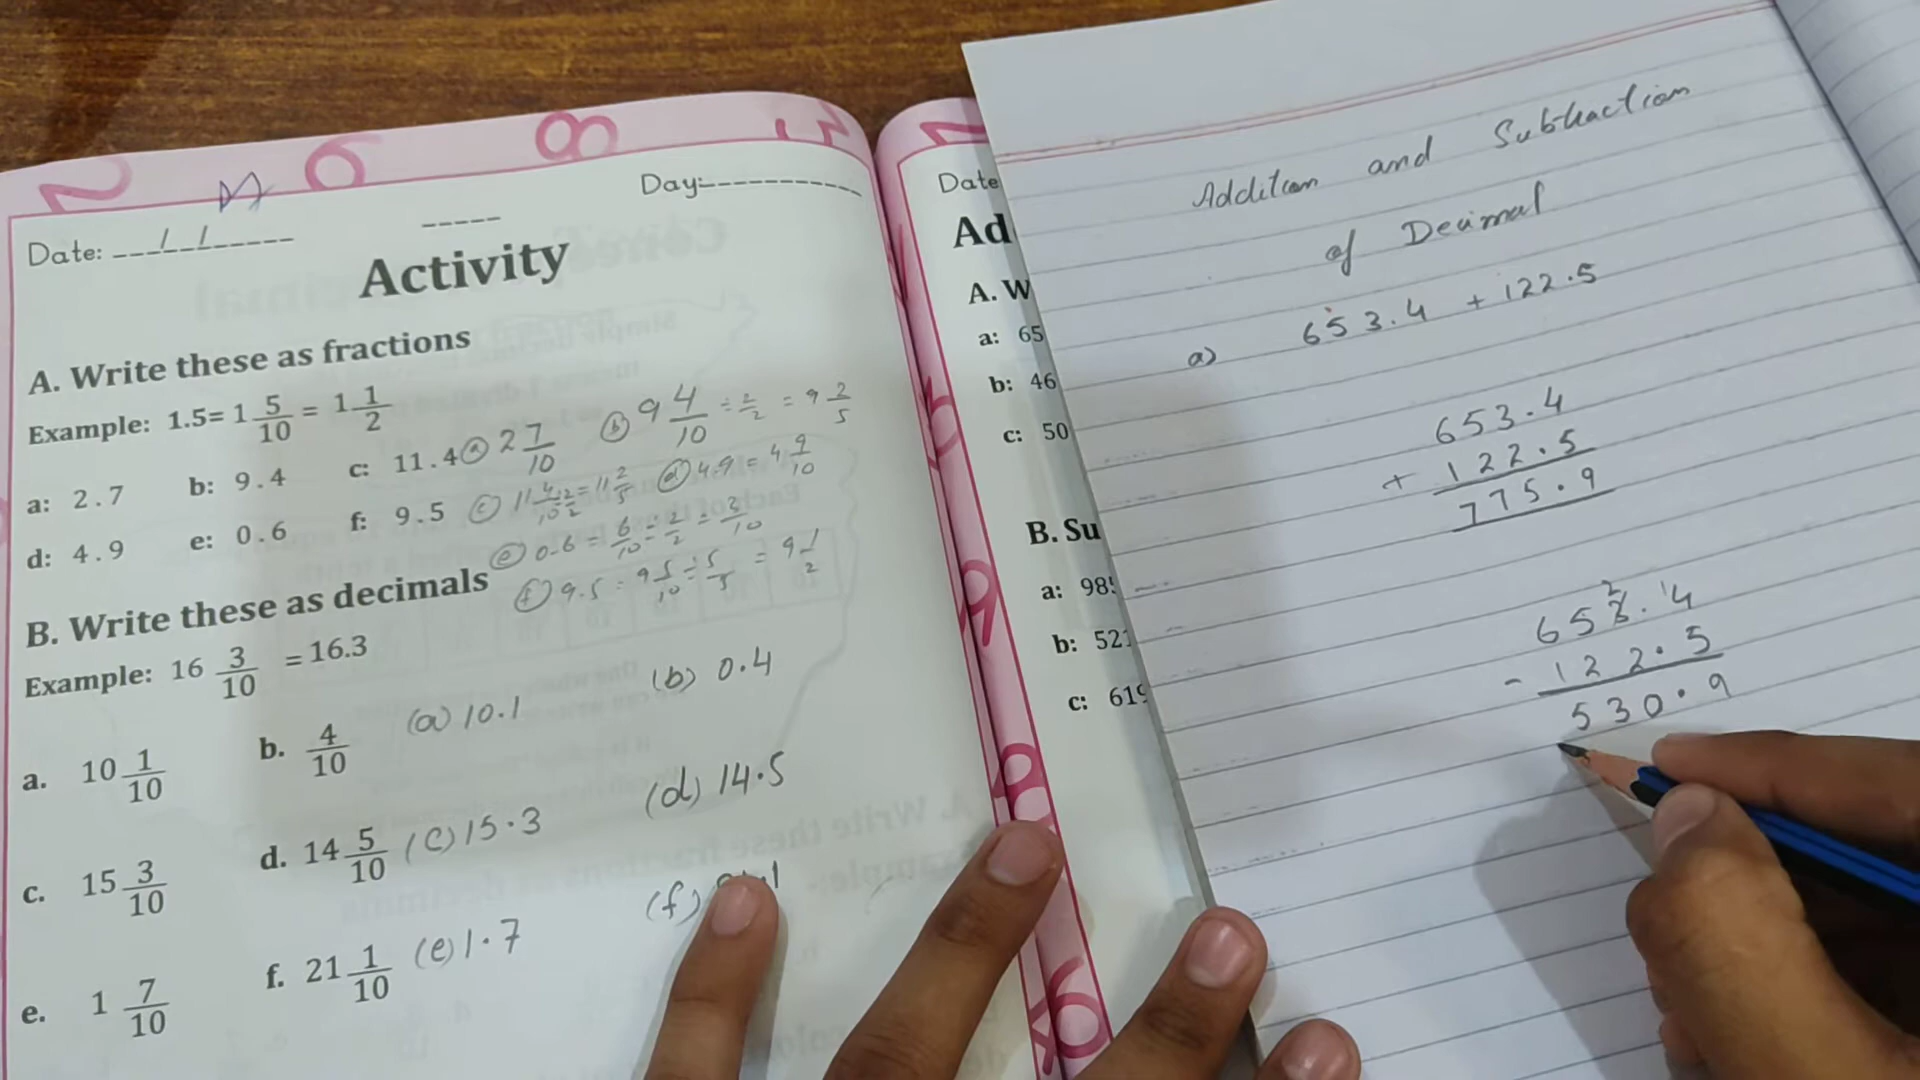 Date: / /
Day:
Activity
A. Write these as fractions
Example: 1.5= 1 5/10 = 1 1/2
a: 2.7 b: 9.4 c: 11.4
d: 4.9 e: 0.6 f: 9.5
(a) 2 7/10 (b) 9 4/10 ÷ 2/2 = 9 2/5
(c) 11 4/10 ÷ 2/2 = 11 2/5 (d) 4.9 = 4 9/10
(e) 0.6 = 6/10 ÷ 2/2 = 3/10
(f) 9.5 = 9 5/10 ÷ 5/5 = 9 1/2
B. Write these as decimals
Example: 16 3/10 = 16.3
a. 10 1/10 b. 4/10 (a) 10.1 (b) 0.4
c. 15 3/10 d. 14 5/10 (c) 15.3 (d) 14.5
e. 1 7/10 f. 21 1/10 (e) 1.7 (f)
Date
Ad
A. W
a: 65
b: 46
c: 50
B. Su
a: 985
b: 521
c: 619
Addition and Subtraction
of Decimal
a) 653.4 + 122.5
653.4
+ 122.5
775.9
2 1
653.4
- 122.5
530.9